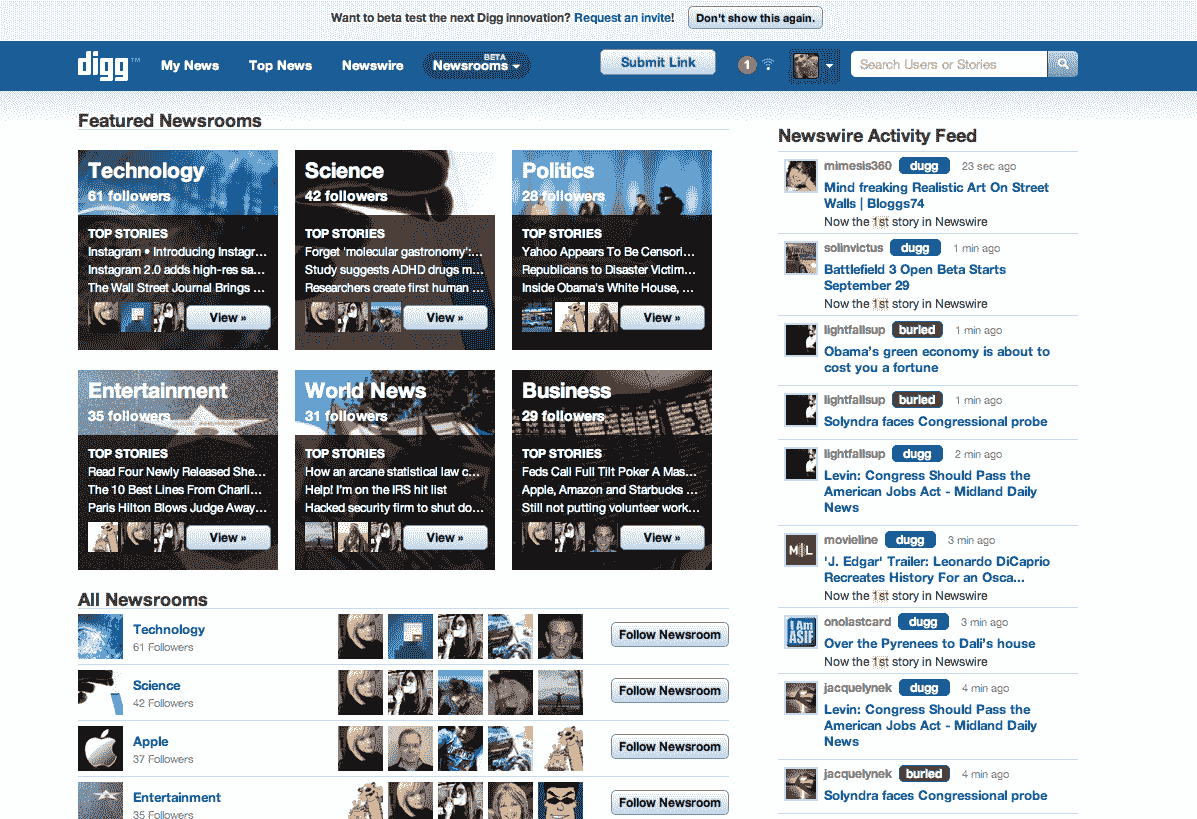 Want to beta test the next Digg innovation? Request an invite! Don't show this again.
digg™ My News Top News Newswire Newsrooms BETA Submit Link 1 Search Users or Stories
Featured Newsrooms
Technology
61 followers
TOP STORIES
Instagram • Introducing Instagr...
Instagram 2.0 adds high-res sa...
The Wall Street Journal Brings ...
View »
Science
42 followers
TOP STORIES
Forget 'molecular gastronomy':...
Study suggests ADHD drugs m...
Researchers create first human ...
View »
Politics
28 followers
TOP STORIES
Yahoo Appears To Be Censori...
Republicans to Disaster Victim...
Inside Obama's White House, ...
View »
Entertainment
35 followers
TOP STORIES
Read Four Newly Released She...
The 10 Best Lines From Charli...
Paris Hilton Blows Judge Away...
View »
World News
31 followers
TOP STORIES
How an arcane statistical law c...
Help! I'm on the IRS hit list
Hacked security firm to shut do...
View »
Business
29 followers
TOP STORIES
Feds Call Full Tilt Poker A Mas...
Apple, Amazon and Starbucks ...
Still not putting volunteer work...
View »
All Newsrooms
Technology
61 Followers
Follow Newsroom
Science
42 Followers
Follow Newsroom
Apple
37 Followers
Follow Newsroom
Entertainment
35 Followers
Follow Newsroom
Newswire Activity Feed
mimesis360 dugg 23 sec ago
Mind freaking Realistic Art On Street
Walls | Bloggs74
Now the 1st story in Newswire
solinvictus dugg 1 min ago
Battlefield 3 Open Beta Starts
September 29
Now the 1st story in Newswire
lightfallsup buried 1 min ago
Obama's green economy is about to
cost you a fortune
lightfallsup buried 1 min ago
Solyndra faces Congressional probe
lightfallsup dugg 2 min ago
Levin: Congress Should Pass the
American Jobs Act - Midland Daily
News
M|L
movieline dugg 3 min ago
'J. Edgar' Trailer: Leonardo DiCaprio
Recreates History For an Osca...
Now the 1st story in Newswire
I Am
ASIF
onolastcard dugg 3 min ago
Over the Pyrenees to Dali's house
Now the 1st story in Newswire
jacquelynek dugg 4 min ago
Levin: Congress Should Pass the
American Jobs Act - Midland Daily
News
jacquelynek buried 4 min ago
Solyndra faces Congressional probe